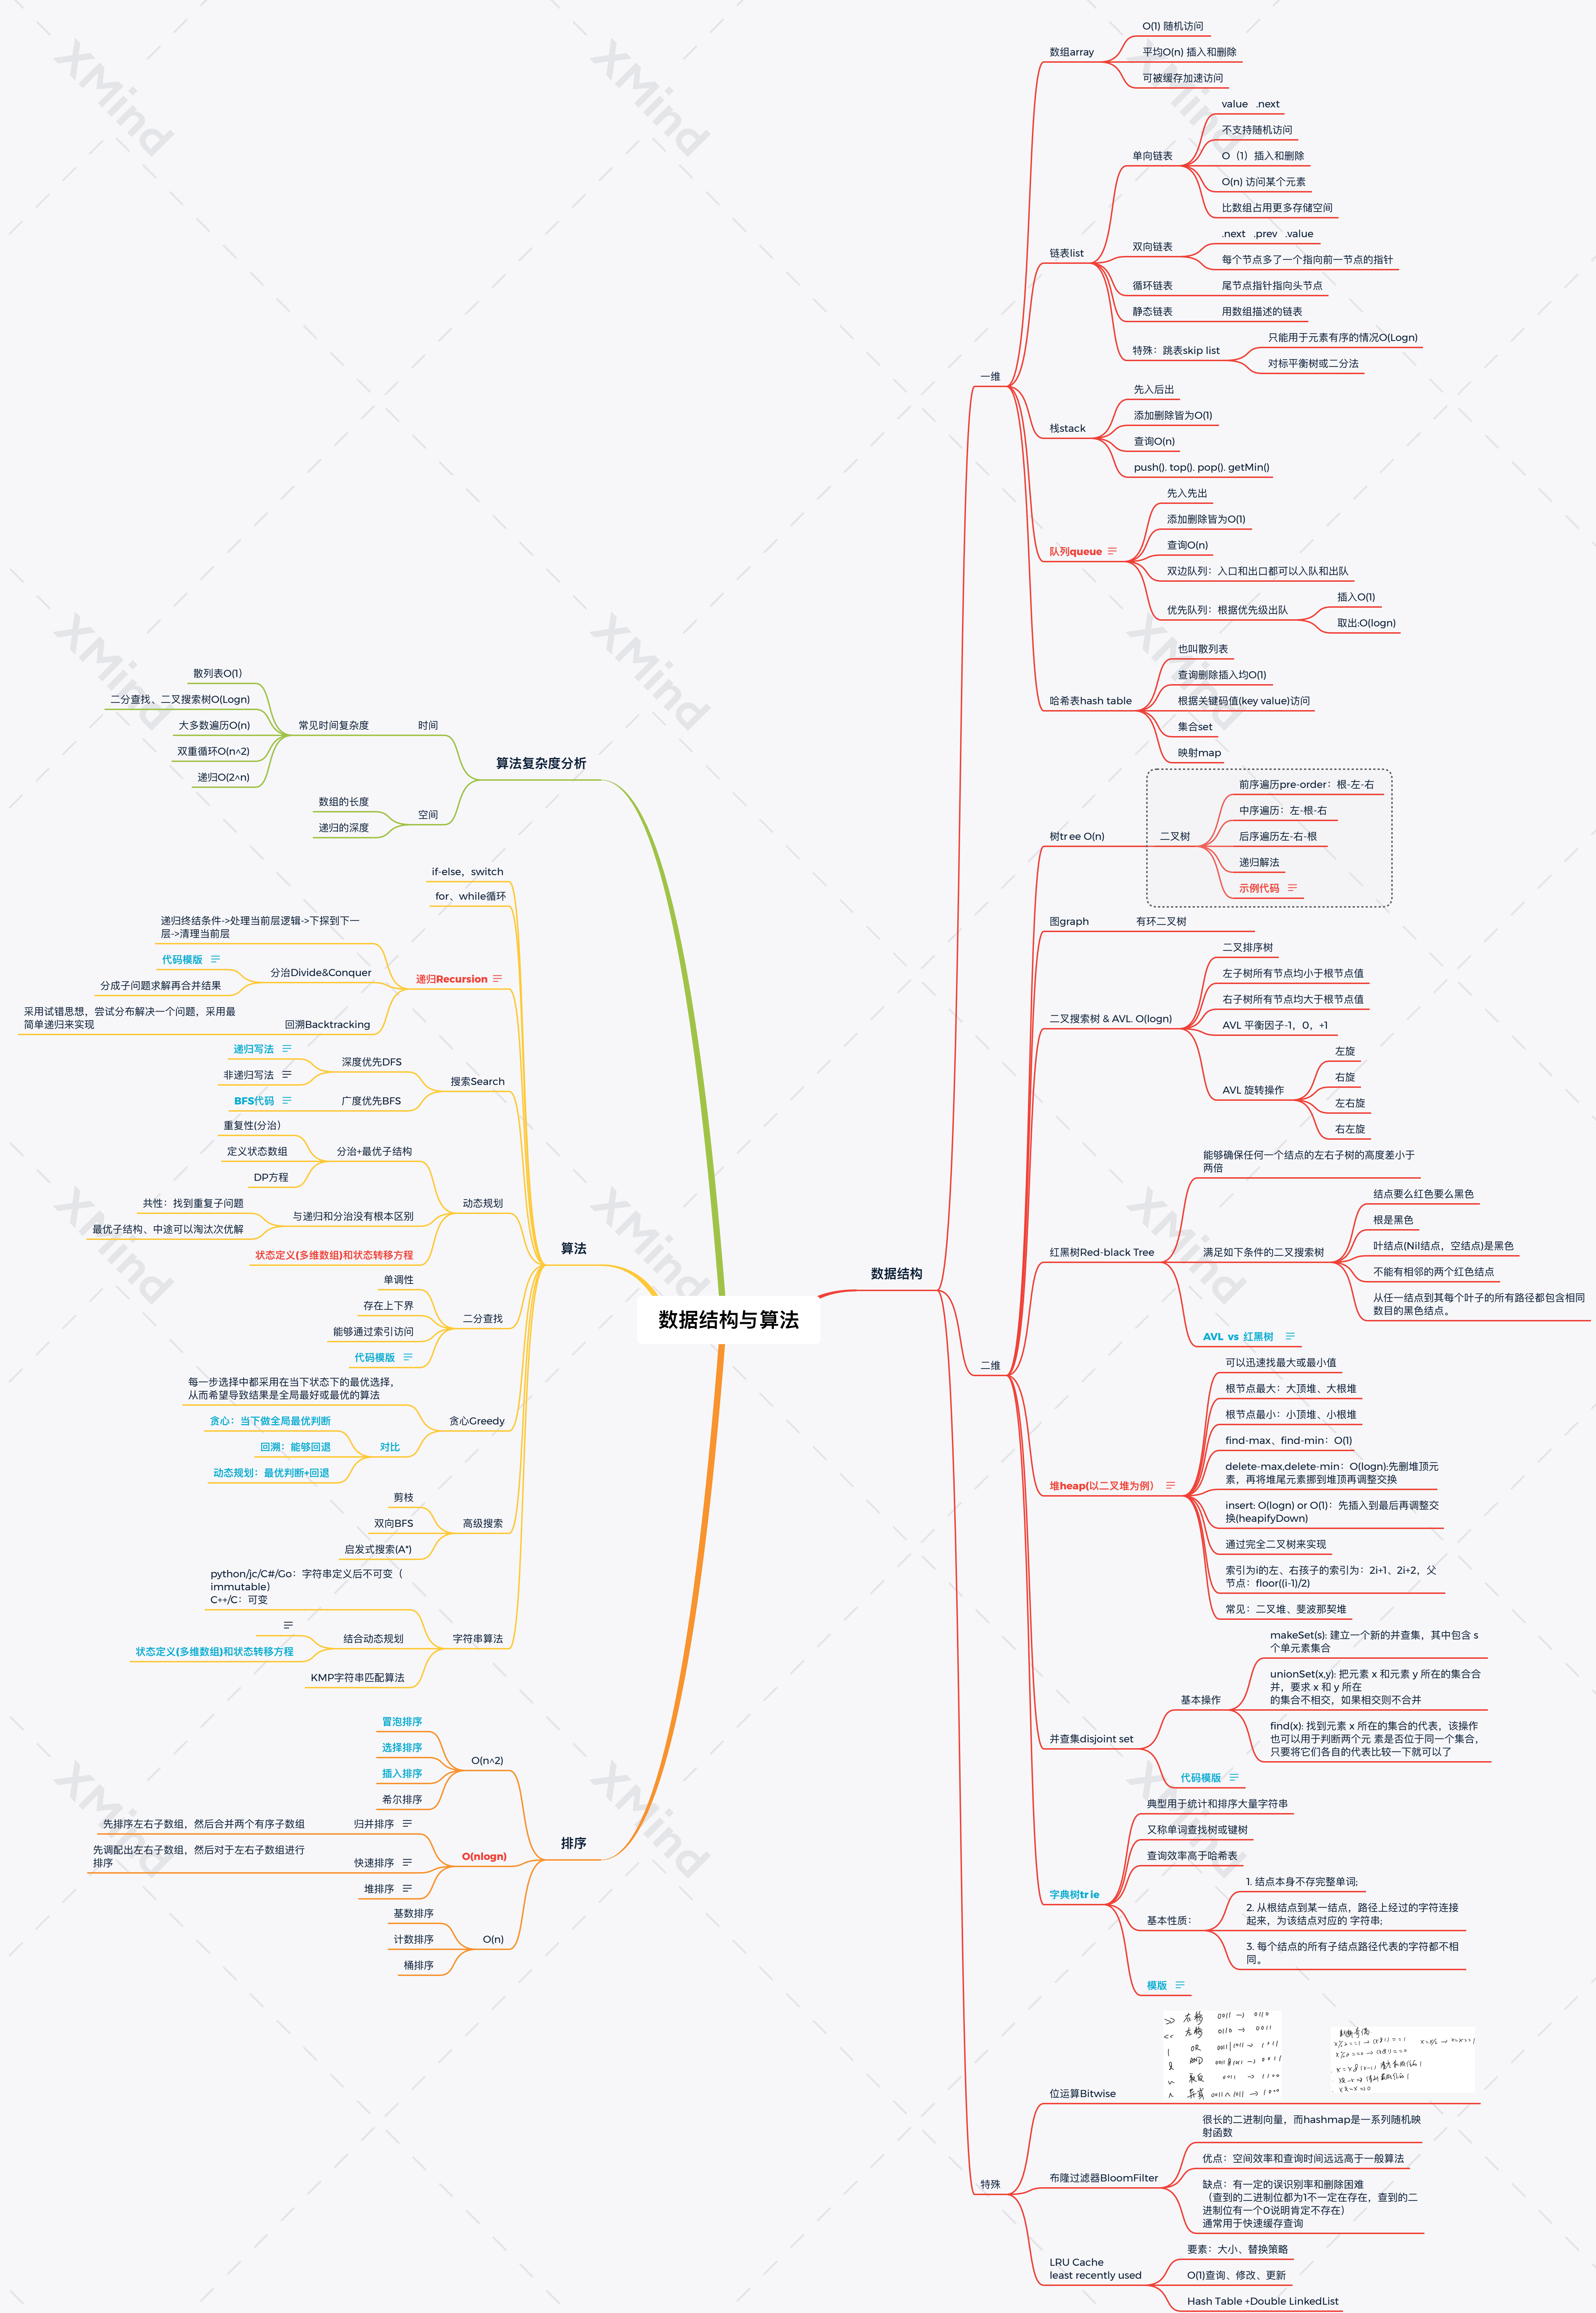 数据结构与算法
数据结构
一维
数组array
O(1) 随机访问
平均O(n) 插入和删除
可被缓存加速访问
链表list
单向链表
value .next
不支持随机访问
O（1）插入和删除
O(n) 访问某个元素
比数组占用更多存储空间
双向链表
.next .prev .value
每个节点多了一个指向前一节点的指针
循环链表
尾节点指针指向头节点
静态链表
用数组描述的链表
特殊：跳表skip list
只能用于元素有序的情况O(Logn)
对标平衡树或二分法
栈stack
先入后出
添加删除皆为O(1)
查询O(n)
push(). top(). pop(). getMin()
队列queue
先入先出
添加删除皆为O(1)
查询O(n)
双边队列：入口和出口都可以入队和出队
优先队列：根据优先级出队
插入O(1)
取出:O(logn)
哈希表hash table
也叫散列表
查询删除插入均O(1)
根据关键码值(key value)访问
集合set
映射map
二维
树tree O(n)
二叉树
前序遍历pre-order：根-左-右
中序遍历：左-根-右
后序遍历左-右-根
递归解法
示例代码
图graph
有环二叉树
二叉搜索树 & AVL. O(logn)
二叉排序树
左子树所有节点均小于根节点值
右子树所有节点均大于根节点值
AVL 平衡因子-1，0，+1
AVL 旋转操作
左旋
右旋
左右旋
右左旋
红黑树Red-black Tree
能够确保任何一个结点的左右子树的高度差小于
两倍
满足如下条件的二叉搜索树
结点要么红色要么黑色
根是黑色
叶结点(Nil结点，空结点)是黑色
不能有相邻的两个红色结点
从任一结点到其每个叶子的所有路径都包含相同
数目的黑色结点。
AVL vs 红黑树
堆heap(以二叉堆为例）
可以迅速找最大或最小值
根节点最大：大顶堆、大根堆
根节点最小：小顶堆、小根堆
find-max、find-min：O(1)
delete-max,delete-min：O(logn):先删堆顶元
素，再将堆尾元素挪到堆顶再调整交换
insert: O(logn) or O(1)：先插入到最后再调整交
换(heapifyDown)
通过完全二叉树来实现
索引为i的左、右孩子的索引为：2i+1、2i+2，父
节点：floor((i-1)/2)
常见：二叉堆、斐波那契堆
并查集disjoint set
基本操作
makeSet(s): 建立一个新的并查集，其中包含 s
个单元素集合
unionSet(x,y): 把元素 x 和元素 y 所在的集合合
并，要求 x 和 y 所在
的集合不相交，如果相交则不合并
find(x): 找到元素 x 所在的集合的代表，该操作
也可以用于判断两个元 素是否位于同一个集合，
只要将它们各自的代表比较一下就可以了
代码模版
字典树trie
典型用于统计和排序大量字符串
又称单词查找树或键树
查询效率高于哈希表
基本性质：
1. 结点本身不存完整单词;
2. 从根结点到某一结点，路径上经过的字符连接
起来，为该结点对应的 字符串;
3. 每个结点的所有子结点路径代表的字符都不相
同。
模版
特殊
位运算Bitwise
>> 右移 0011 → 0110
<< 左移 0110 → 0011
| OR 0011|1011 → 1011
& AND 0011&1011 → 0011
~ 取反 0011 → 1100
^ 异或 0011^1011 → 1000
判断奇偶
布隆过滤器BloomFilter
很长的二进制向量，而hashmap是一系列随机映
射函数
优点：空间效率和查询时间远远高于一般算法
缺点：有一定的误识别率和删除困难
（查到的二进制位都为1不一定在存在，查到的二
进制位有一个0说明肯定不存在）
通常用于快速缓存查询
LRU Cache
least recently used
要素：大小、替换策略
O(1)查询、修改、更新
Hash Table +Double LinkedList
算法复杂度分析
时间
常见时间复杂度
散列表O(1)
二分查找、二叉搜索树O(Logn)
大多数遍历O(n)
双重循环O(n^2)
递归O(2^n)
空间
数组的长度
递归的深度
算法
if-else，switch
for、while循环
递归Recursion
递归终结条件->处理当前层逻辑->下探到下一
层->清理当前层
分治Divide&Conquer
代码模版
分成子问题求解再合并结果
回溯Backtracking
采用试错思想，尝试分布解决一个问题，采用最
简单递归来实现
搜索Search
深度优先DFS
递归写法
非递归写法
广度优先BFS
BFS代码
动态规划
分治+最优子结构
重复性(分治）
定义状态数组
DP方程
与递归和分治没有根本区别
共性：找到重复子问题
最优子结构、中途可以淘汰次优解
状态定义(多维数组)和状态转移方程
二分查找
单调性
存在上下界
能够通过索引访问
代码模版
贪心Greedy
每一步选择中都采用在当下状态下的最优选择，
从而希望导致结果是全局最好或最优的算法
对比
贪心：当下做全局最优判断
回溯：能够回退
动态规划：最优判断+回退
高级搜索
剪枝
双向BFS
启发式搜索(A*)
字符串算法
python/jc/C#/Go：字符串定义后不可变（
immutable）
C++/C：可变
结合动态规划
状态定义(多维数组)和状态转移方程
KMP字符串匹配算法
排序
O(n^2)
冒泡排序
选择排序
插入排序
希尔排序
O(nlogn)
归并排序
先排序左右子数组，然后合并两个有序子数组
快速排序
先调配出左右子数组，然后对于左右子数组进行
排序
堆排序
O(n)
基数排序
计数排序
桶排序
XMind
XMind
XMind
XMind
XMind
XMind
XMind
XMind
XMind
XMind
XMind
XMind